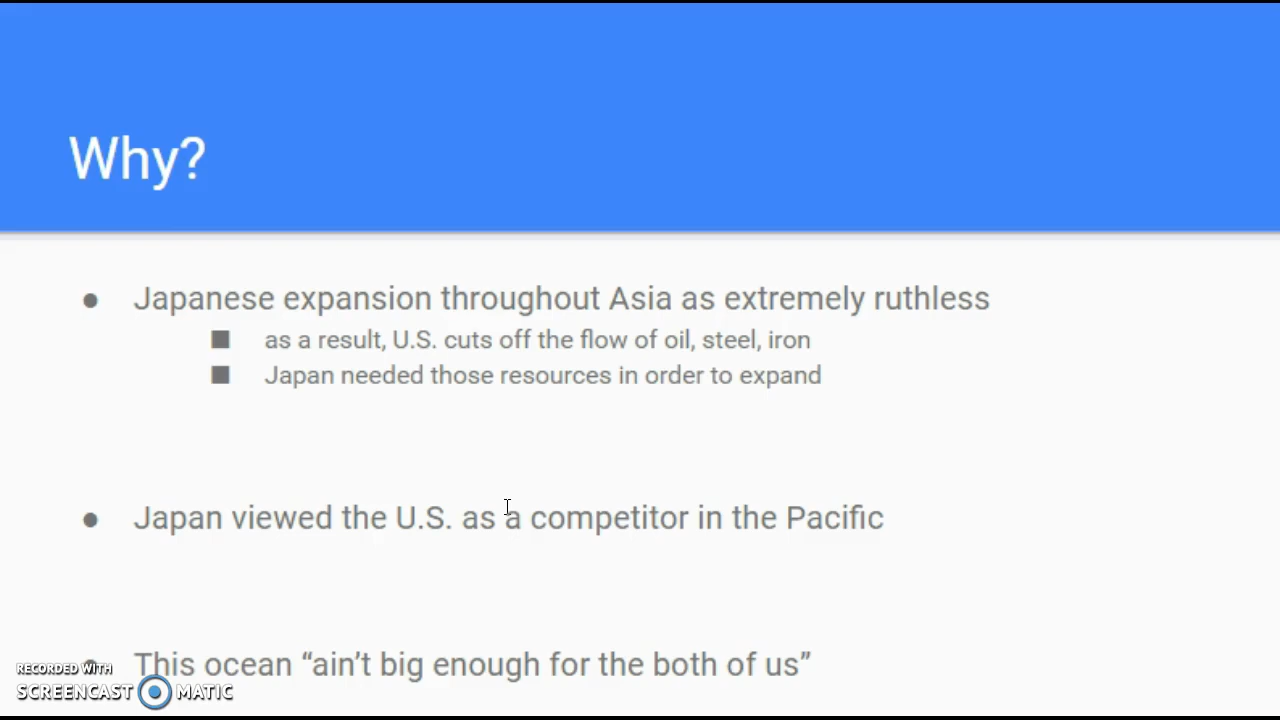 Why?
● Japanese expansion throughout Asia as extremely ruthless
■ as a result, U.S. cuts off the flow of oil, steel, iron
■ Japan needed those resources in order to expand
● Japan viewed the U.S. as a competitor in the Pacific
● This ocean “ain’t big enough for the both of us”
RECORDED WITH
SCREENCAST MATIC